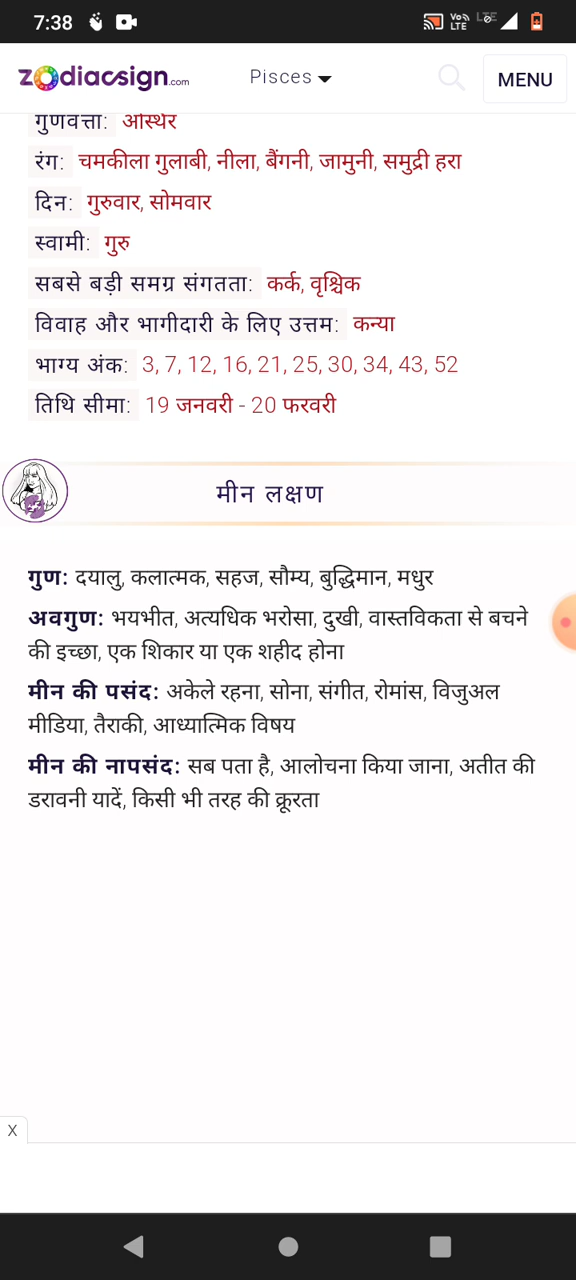 7:38
Vo)) LTE
LTE
zodiacsign.com
Pisces
MENU
गुणवत्ता: अस्थिर
रंग: चमकीला गुलाबी, नीला, बैंगनी, जामुनी, समुद्री हरा
दिन: गुरुवार, सोमवार
स्वामी: गुरु
सबसे बड़ी समग्र संगतता: कर्क, वृश्चिक
विवाह और भागीदारी के लिए उत्तम: कन्या
भाग्य अंक: 3, 7, 12, 16, 21, 25, 30, 34, 43, 52
तिथि सीमा: 19 जनवरी - 20 फरवरी
मीन लक्षण
गुण: दयालु, कलात्मक, सहज, सौम्य, बुद्धिमान, मधुर
अवगुण: भयभीत, अत्यधिक भरोसा, दुखी, वास्तविकता से बचने
की इच्छा, एक शिकार या एक शहीद होना
मीन की पसंद: अकेले रहना, सोना, संगीत, रोमांस, विजुअल
मीडिया, तैराकी, आध्यात्मिक विषय
मीन की नापसंद: सब पता है, आलोचना किया जाना, अतीत की
डरावनी यादें, किसी भी तरह की क्रूरता
X